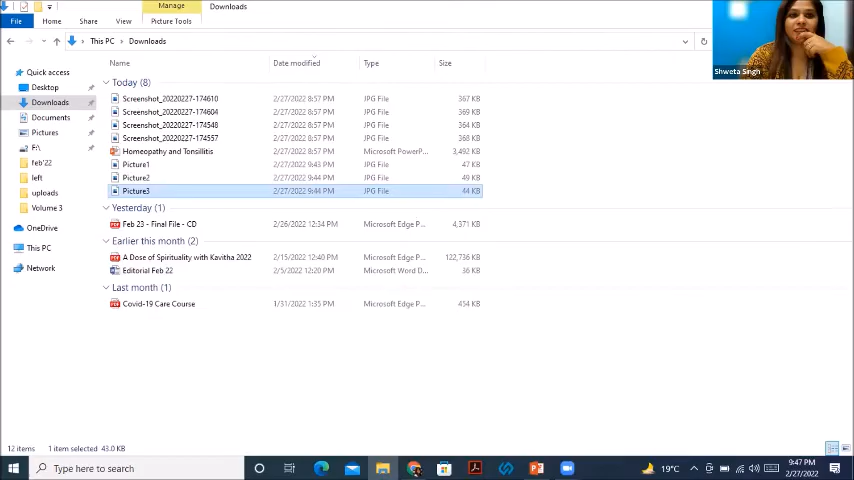 Manage
Downloads
File Home Share View Picture Tools
This PC Downloads
Shweta Singh
Name Date modified Type Size
Quick access
Desktop
Downloads
Documents
Pictures
F:\
Feb'22
left
uploads
Volume 3
OneDrive
This PC
Network
Today (8)
Screenshot_20220227-174610 2/27/2022 8:57 PM JPG File 367 KB
Screenshot_20220227-174604 2/27/2022 8:57 PM JPG File 369 KB
Screenshot_20220227-174548 2/27/2022 8:57 PM JPG File 364 KB
Screenshot_20220227-174557 2/27/2022 8:57 PM JPG File 368 KB
Homeopathy and Tonsillitis 2/27/2022 8:57 PM Microsoft PowerP... 3,492 KB
Picture1 2/27/2022 9:43 PM JPG File 47 KB
Picture2 2/27/2022 9:44 PM JPG File 49 KB
Picture3 2/27/2022 9:44 PM JPG File 44 KB
Yesterday (1)
Feb 23 - Final File - CD 2/26/2022 12:34 PM Microsoft Edge P... 4,371 KB
Earlier this month (2)
A Dose of Spirituality with Kavitha 2022 2/15/2022 12:40 PM Microsoft Edge P... 122,736 KB
Editorial Feb 22 2/5/2022 12:20 PM Microsoft Word D... 36 KB
Last month (1)
Covid-19 Care Course 1/31/2022 1:35 PM Microsoft Edge P... 454 KB
12 items 1 item selected 43.0 KB
Type here to search
19°C
9:47 PM
2/27/2022